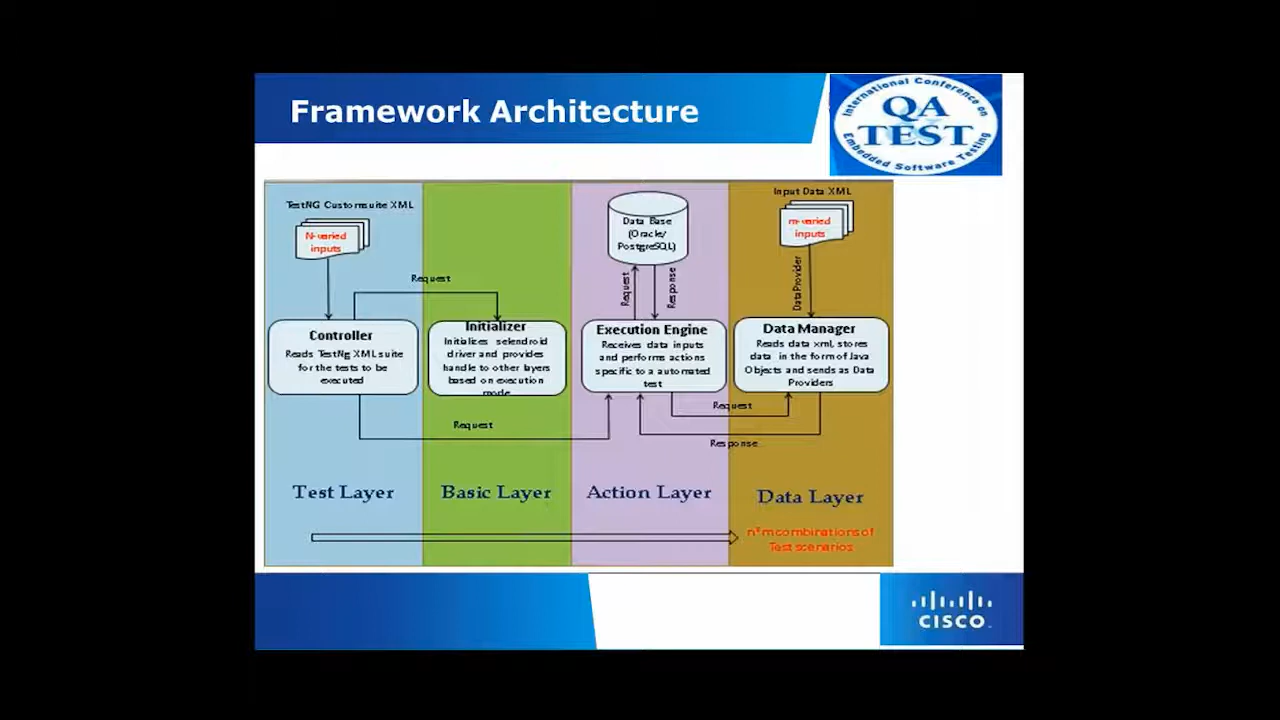 Framework Architecture
International Conference on
QA
&
TEST
Embedded Software Testing
TestNG Customsuite XML
N-varied
inputs
Request
Controller
Reads TestNg XML suite
for the tests to be
executed
Initializer
Initializes selendroid
driver and provides
handle to other layers
based on execution
mode
Data Base
(Oracle/
PostgreSQL)
Request
Response
Execution Engine
Receives data inputs
and performs actions
specific to a automated
test
Input Data XML
m-varied
inputs
DataProvider
Data Manager
Reads data xml, stores
data in the form of Java
Objects and sends as Data
Providers
Request
Request
Response
Test Layer
Basic Layer
Action Layer
Data Layer
n*m combinations of
Test scenarios
CISCO